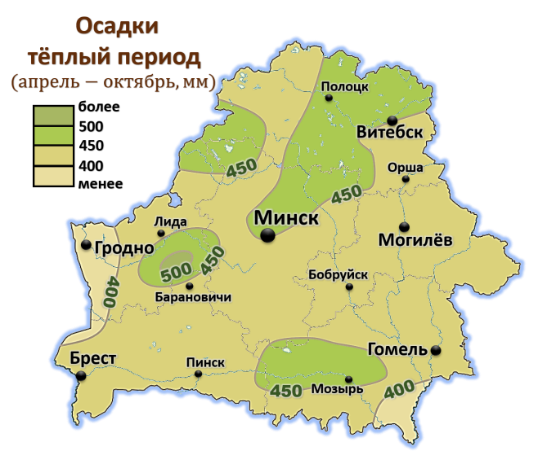 Осадки
тёплый период
(апрель — октябрь, мм)
более
500
450
400
менее
Полоцк
Витебск
450
Орша
450
Минск
Лида
Могилёв
Гродно
450
500
Бобруйск
400
Барановичи
Гомель
Брест
Пинск
450
Мозырь
400